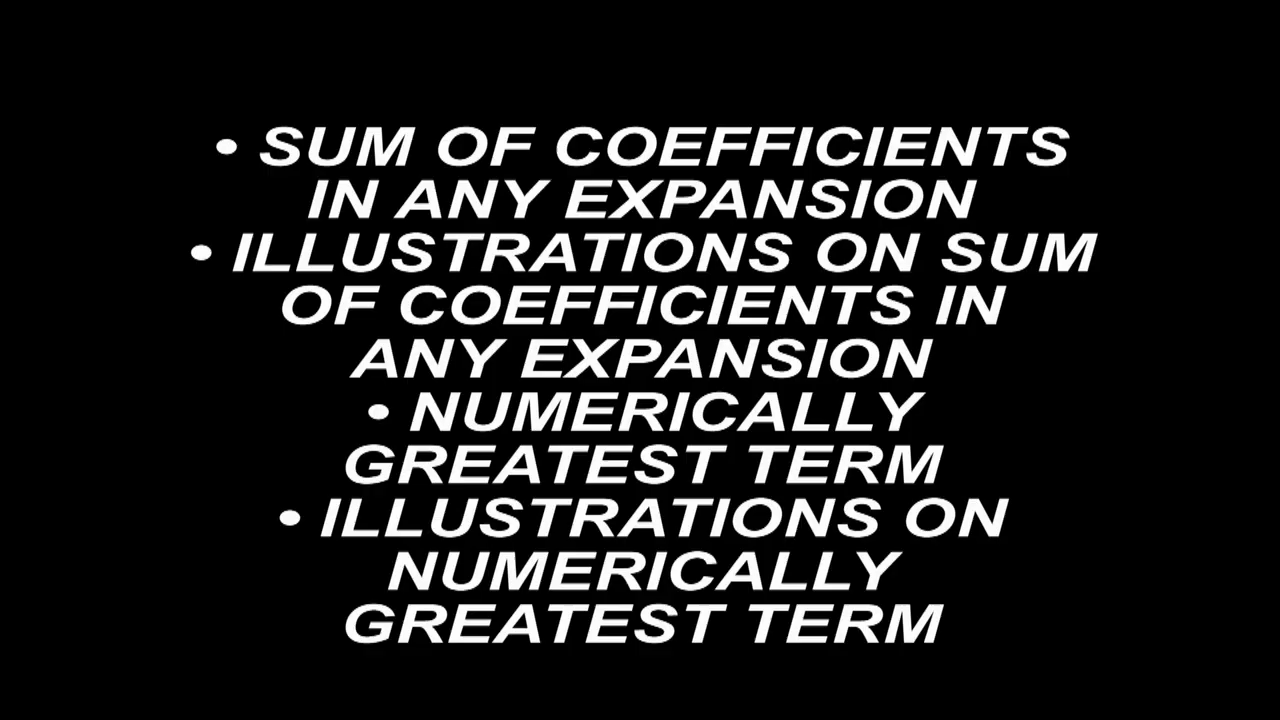 • SUM OF COEFFICIENTS
IN ANY EXPANSION
• ILLUSTRATIONS ON SUM
OF COEFFICIENTS IN
ANY EXPANSION
• NUMERICALLY
GREATEST TERM
• ILLUSTRATIONS ON
NUMERICALLY
GREATEST TERM